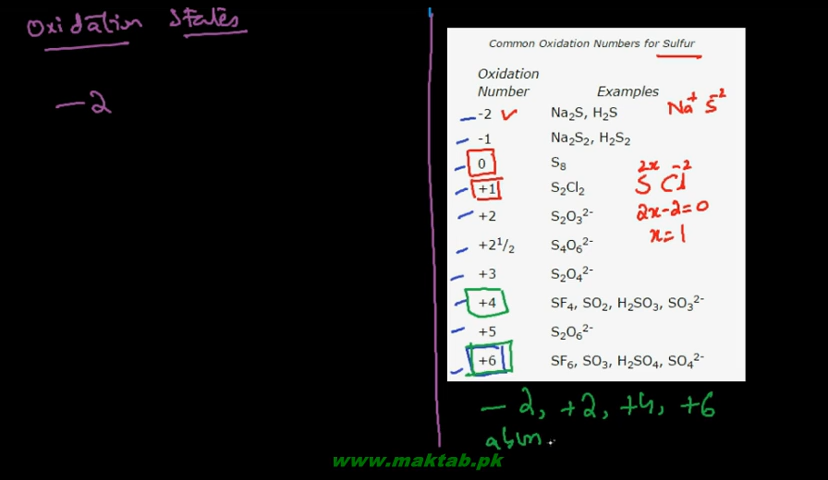 Oxidation States
-2
Common Oxidation Numbers for Sulfur
Oxidation
Number Examples
-2 ✓ Na₂S, H₂S
-1 Na₂S₂, H₂S₂
0 S₈
+1 S₂Cl₂
+2 S₂O₃²⁻
+2¹/₂ S₄O₆²⁻
+3 S₂O₄²⁻
+4 SF₄, SO₂, H₂SO₃, SO₃²⁻
+5 S₂O₆²⁻
+6 SF₆, SO₃, H₂SO₄, SO₄²⁻
Na⁺ S⁻²
2x -2
S Cl
2x-2=0
x=1
-2, +2, +4, +6
www.maktab.pk